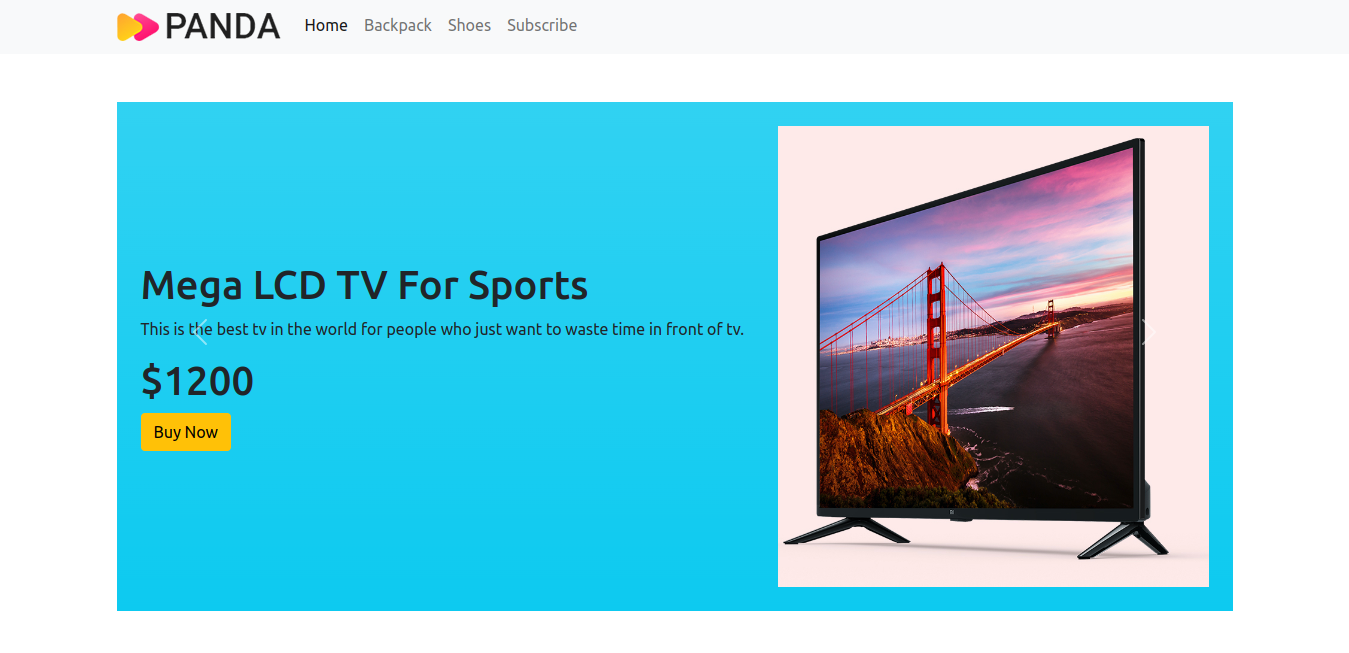 PANDA Home Backpack Shoes Subscribe
Mega LCD TV For Sports
This is the best tv in the world for people who just want to waste time in front of tv.
$1200
Buy Now